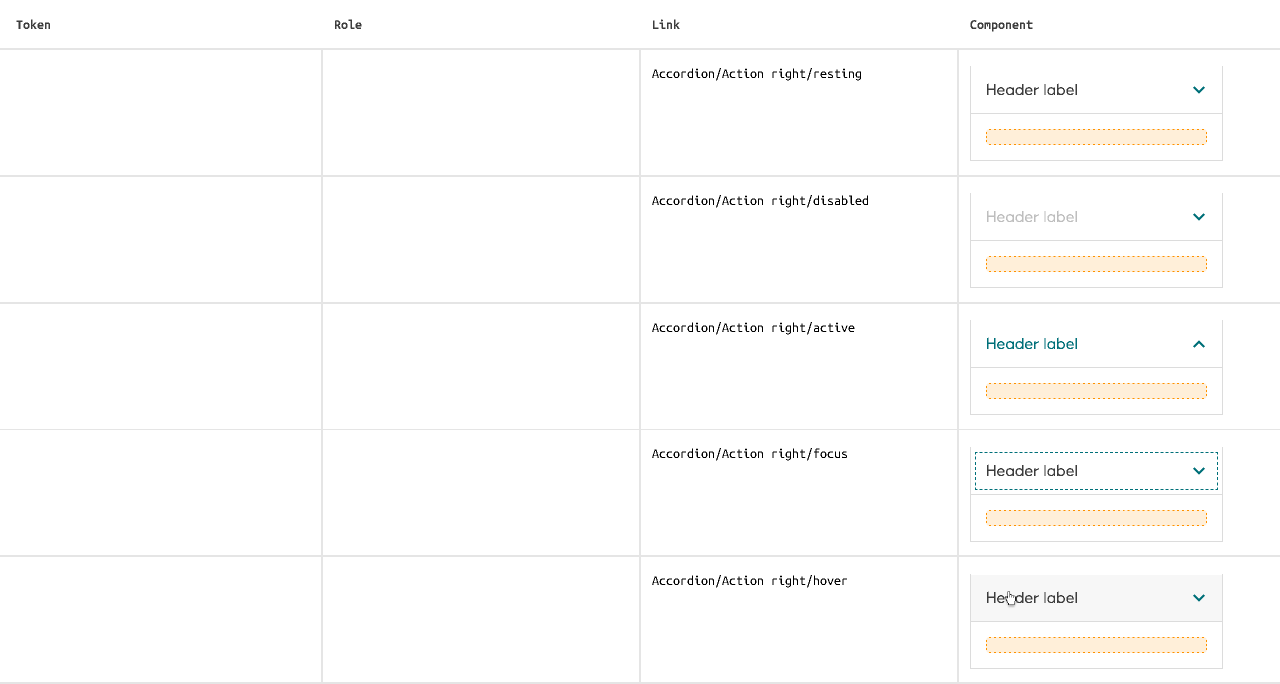 Token Role Link Component
Accordion/Action right/resting
Header label
Accordion/Action right/disabled
Header label
Accordion/Action right/active
Header label
Accordion/Action right/focus
Header label
Accordion/Action right/hover
Header label